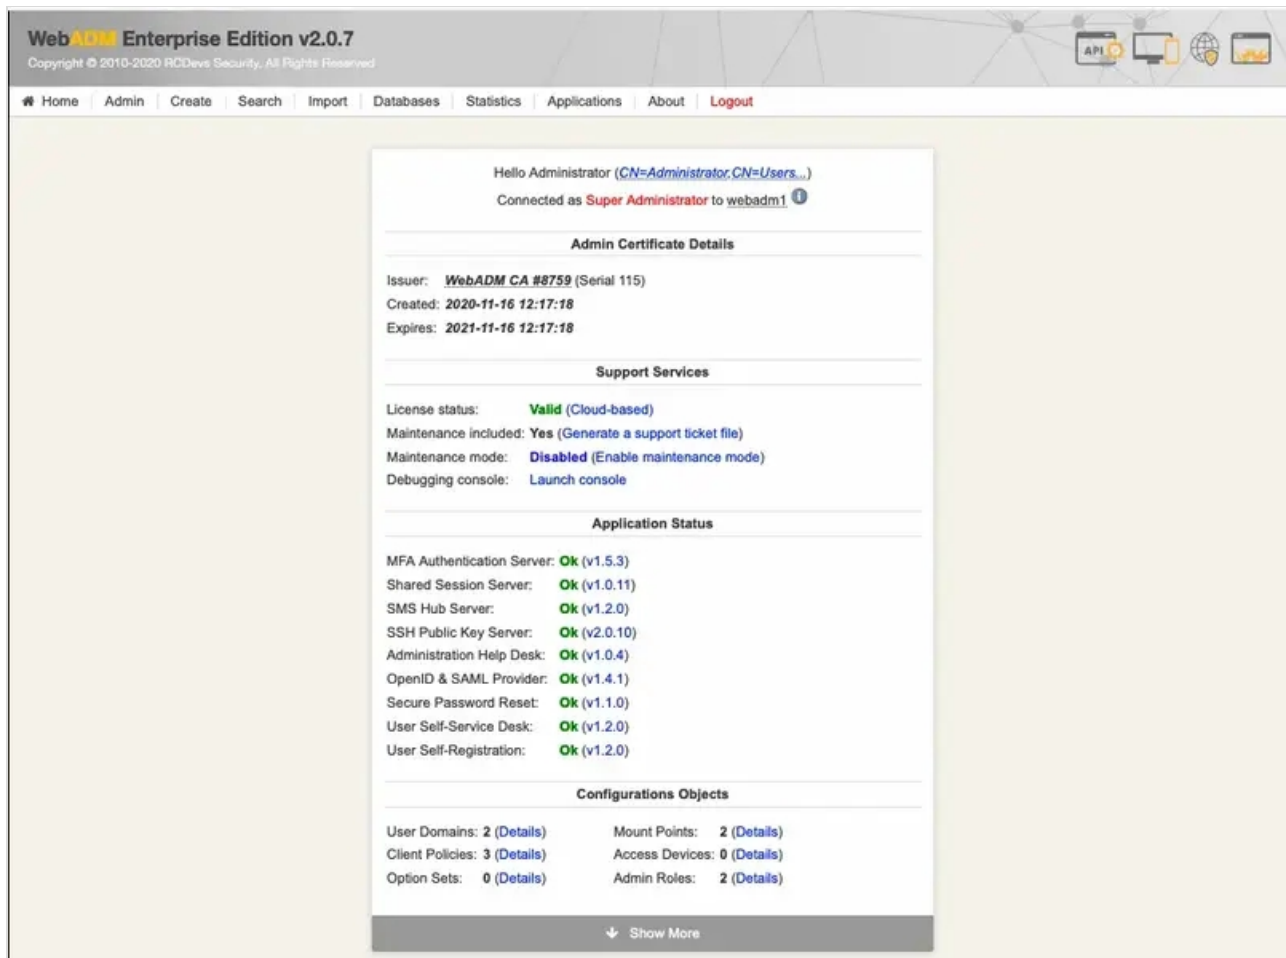 WebADM Enterprise Edition v2.0.7
Copyright © 2010-2020 RCDevs Security, All Rights Reserved
API
Home Admin Create Search Import Databases Statistics Applications About Logout
Hello Administrator (CN=Administrator,CN=Users...)
Connected as Super Administrator to webadm1
Admin Certificate Details
Issuer: WebADM CA #8759 (Serial 115)
Created: 2020-11-16 12:17:18
Expires: 2021-11-16 12:17:18
Support Services
License status: Valid (Cloud-based)
Maintenance included: Yes (Generate a support ticket file)
Maintenance mode: Disabled (Enable maintenance mode)
Debugging console: Launch console
Application Status
MFA Authentication Server: Ok (v1.5.3)
Shared Session Server: Ok (v1.0.11)
SMS Hub Server: Ok (v1.2.0)
SSH Public Key Server: Ok (v2.0.10)
Administration Help Desk: Ok (v1.0.4)
OpenID & SAML Provider: Ok (v1.4.1)
Secure Password Reset: Ok (v1.1.0)
User Self-Service Desk: Ok (v1.2.0)
User Self-Registration: Ok (v1.2.0)
Configurations Objects
User Domains: 2 (Details) Mount Points: 2 (Details)
Client Policies: 3 (Details) Access Devices: 0 (Details)
Option Sets: 0 (Details) Admin Roles: 2 (Details)
Show More